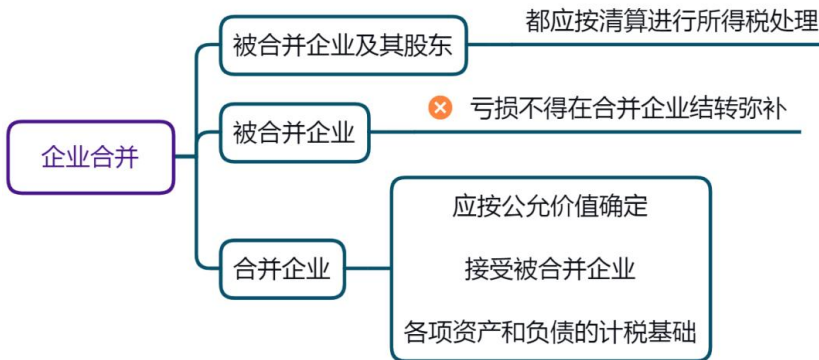 企业合并
被合并企业及其股东
都应按清算进行所得税处理
被合并企业
亏损不得在合并企业结转弥补
合并企业
应按公允价值确定
接受被合并企业
各项资产和负债的计税基础